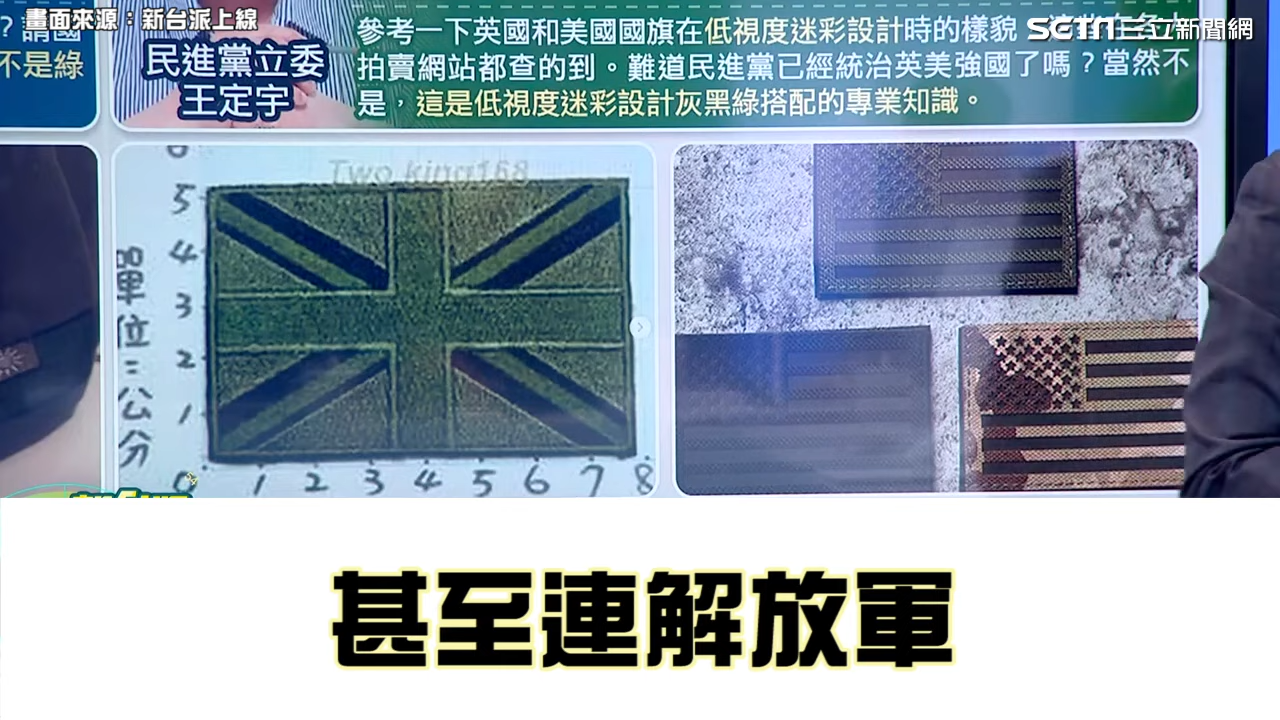 畫面來源：新台派上線
SETN 三立新聞網
？請國
不是綠
民進黨立委
王定宇
參考一下英國和美國國旗在低視度迷彩設計時的樣貌
拍賣網站都查的到。難道民進黨已經統治英美強國了嗎？當然不
是，這是低視度迷彩設計灰黑綠搭配的專業知識。
Two king168
單位：公分
6
5
4
3
2
1
0 1 2 3 4 5 6 7 8
甚至連解放軍